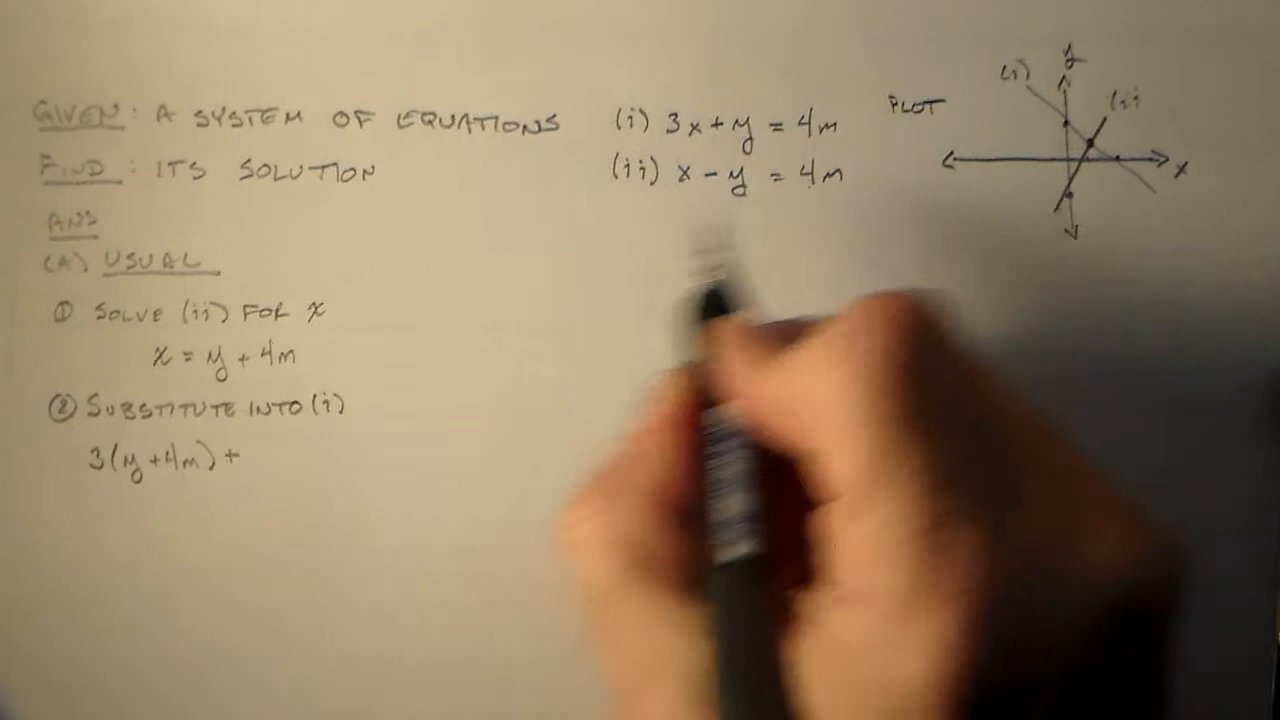 GIVEN: A SYSTEM OF EQUATIONS (i) 3x + y = 4m
FIND: ITS SOLUTION (ii) x - y = 4m
PLOT
(i)
y
(ii
x
ANS
(A) USUAL
① SOLVE (ii) FOR x
x = y + 4m
② SUBSTITUTE INTO (i)
3(y + 4m) +